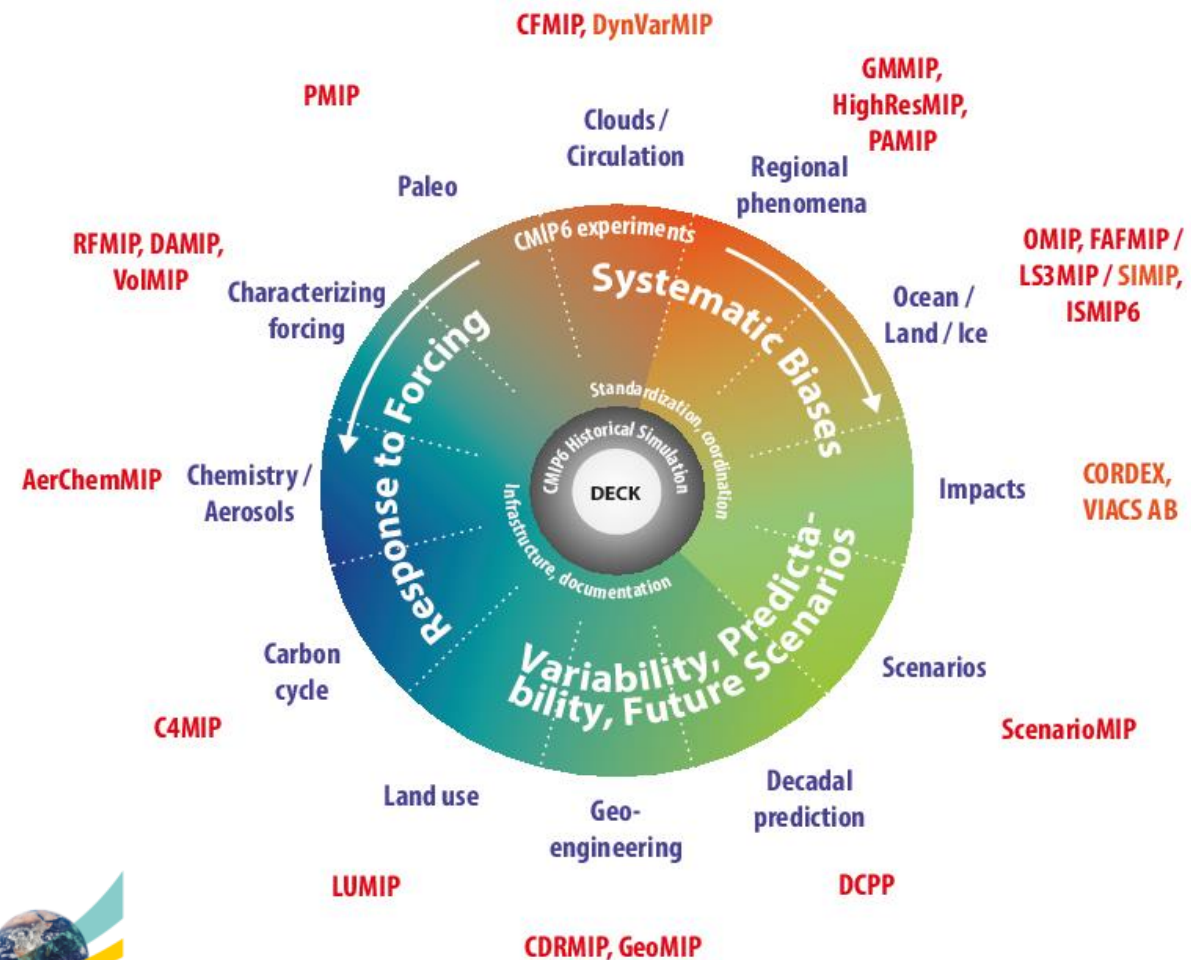 CFMIP, DynVarMIP
GMMIP,
HighResMIP,
PAMIP
PMIP
Clouds /
Circulation
Regional
phenomena
Paleo
RFMIP, DAMIP,
VolMIP
Characterizing
forcing
OMIP, FAFMIP /
LS3MIP / SIMIP,
ISMIP6
Ocean /
Land / Ice
CMIP6 experiments
Systematic Biases
Response to Forcing
Standardization, coordination
CMIP6 Historical Simulation
DECK
Infrastructure, documentation
AerChemMIP
Chemistry /
Aerosols
Impacts
CORDEX,
VIACS AB
Variability, Predicta-
bility, Future Scenarios
Carbon
cycle
Scenarios
C4MIP
ScenarioMIP
Land use
Geo-
engineering
Decadal
prediction
LUMIP
DCPP
CDRMIP, GeoMIP